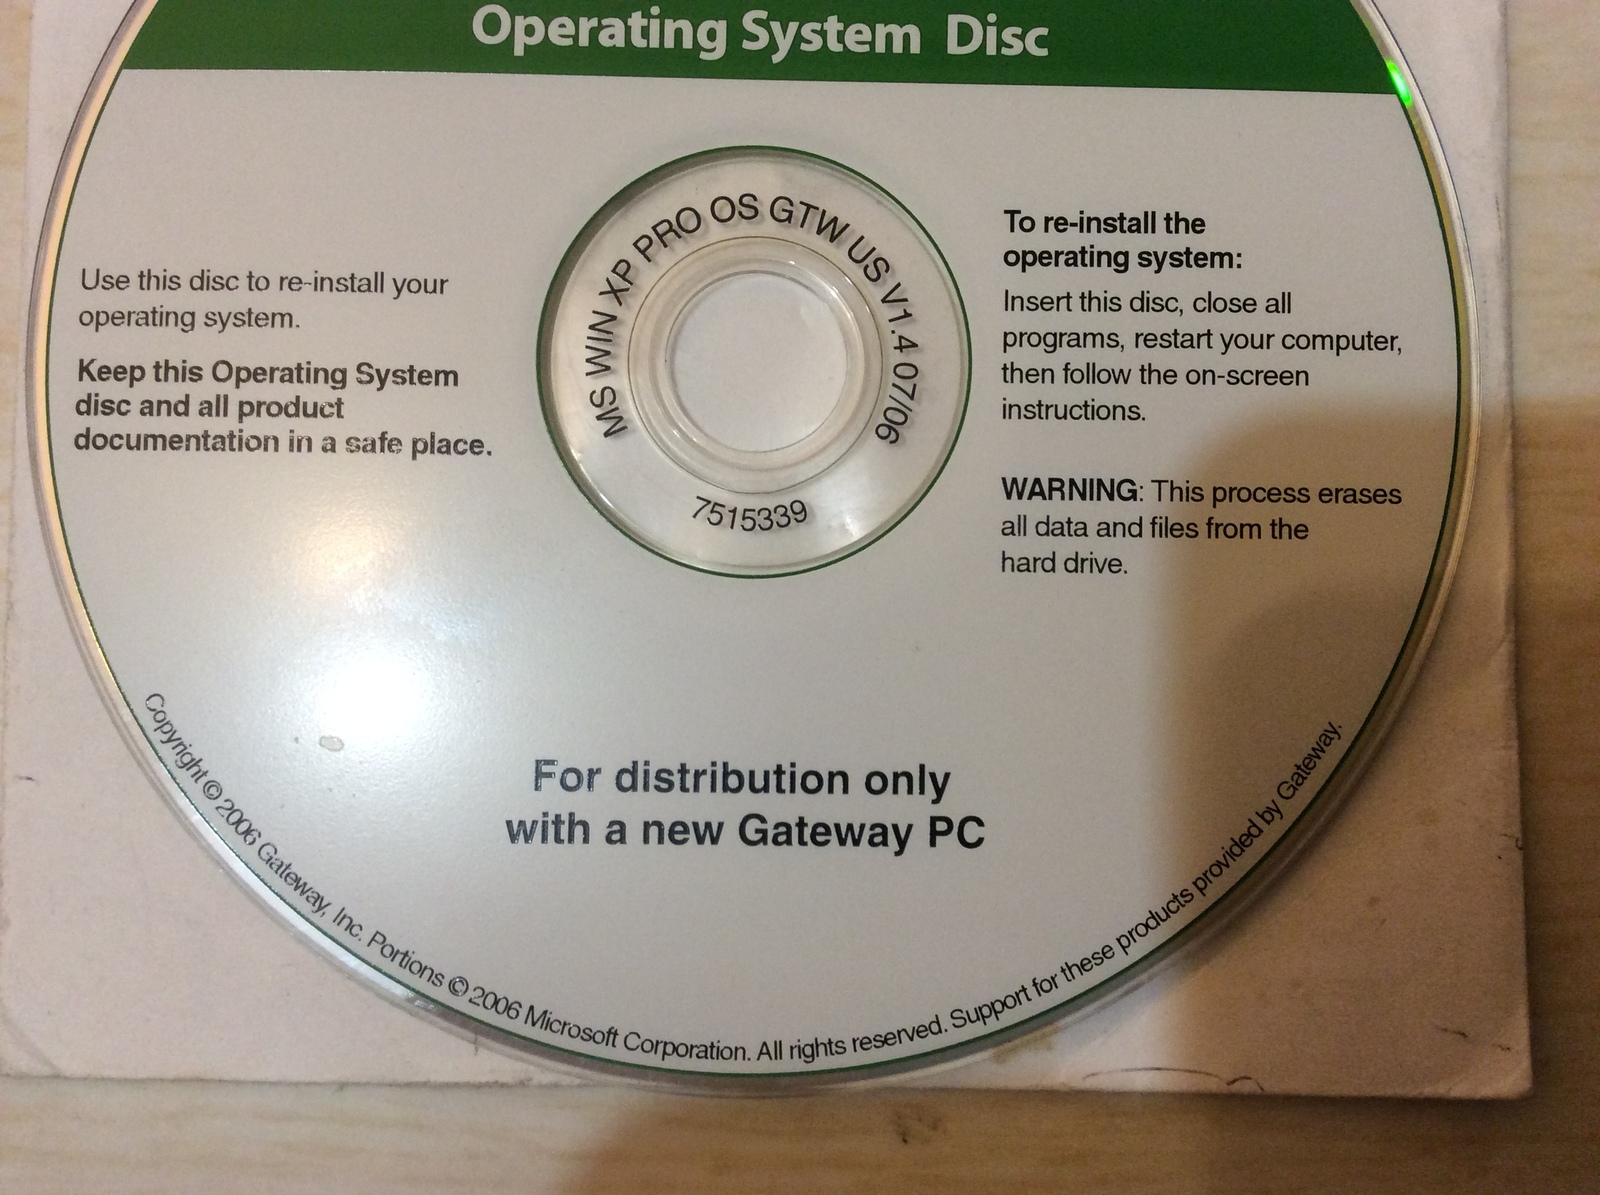 Operating System Disc
Use this disc to re-install your
operating system.
Keep this Operating System
disc and all product
documentation in a safe place.
MS WIN XP PRO OS GTW US V1.4 07/06
7515339
To re-install the
operating system:
Insert this disc, close all
programs, restart your computer,
then follow the on-screen
instructions.
WARNING: This process erases
all data and files from the
hard drive.
For distribution only
with a new Gateway PC
Copyright © 2006 Gateway, Inc. Portions © 2006 Microsoft Corporation. All rights reserved. Support for these products provided by Gateway.